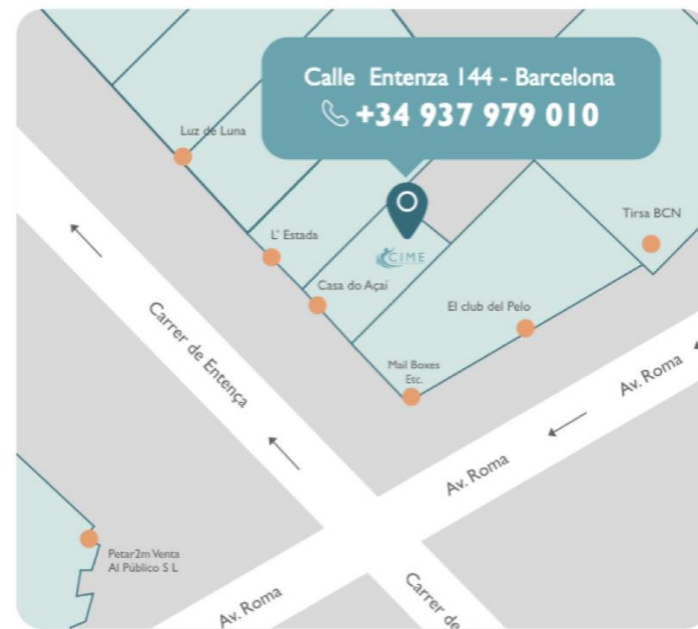 Calle Entenza 144 - Barcelona
+34 937 979 010
Luz de Luna
Tirsa BCN
L' Estada
CIME
Casa do Açaí
El club del Pelo
Carrer de Entença
Mail Boxes
Etc.
Av. Roma
Av. Roma
Petar2m Venta
Al Público S L
Av. Roma
Carrer de